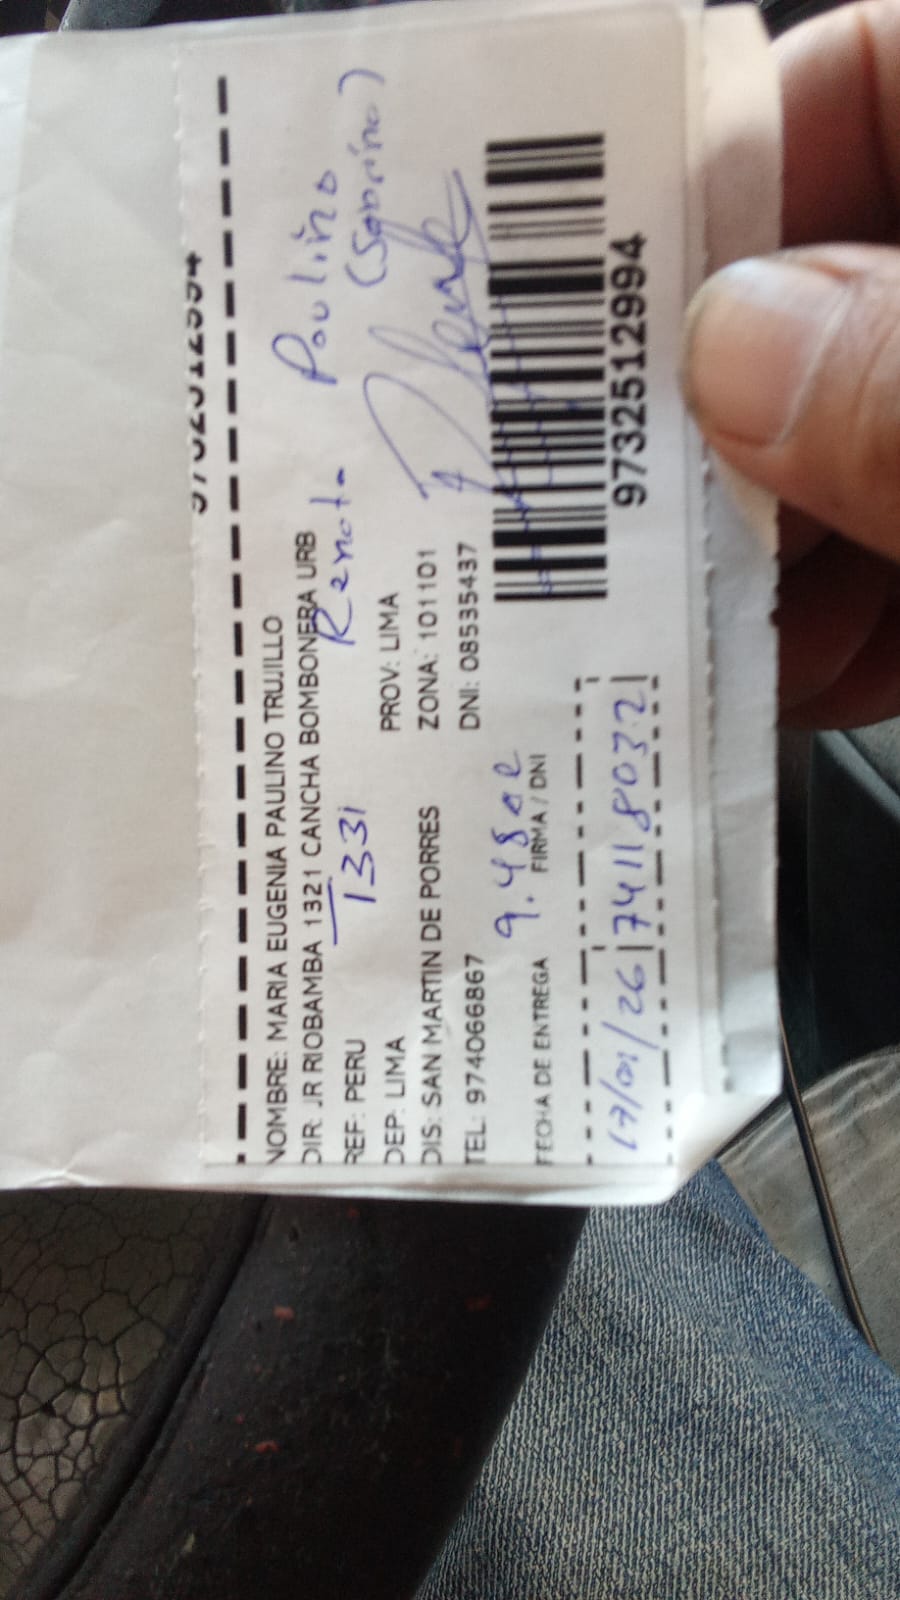 NOMBRE: MARIA EUGENIA PAULINO TRUJILLO
DIR: JR RIOBAMBA 1321 CANCHA BOMBONERA URB
REF: PERU
1331
Renato Paulino
(Sobrino)
DEP: LIMA PROV: LIMA
DIS: SAN MARTIN DE PORRES ZONA: 101101
TEL: 974066867 DNI: 08535437
9.48
FECHA DE ENTREGA FIRMA / DNI
17/01/26 74118032
9732512994